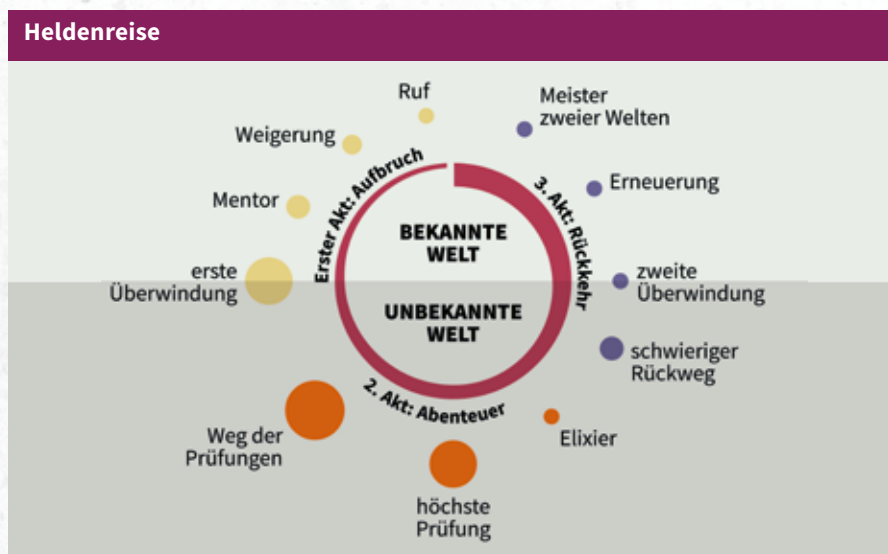 Heldenreise
Ruf
Weigerung
Mentor
erste
Überwindung
Erster Akt: Aufbruch
BEKANNTE
WELT
UNBEKANNTE
WELT
Weg der
Prüfungen
2. Akt: Abenteuer
höchste
Prüfung
Elixier
schwieriger
Rückweg
zweite
Überwindung
3. Akt: Rückkehr
Erneuerung
Meister
zweier Welten